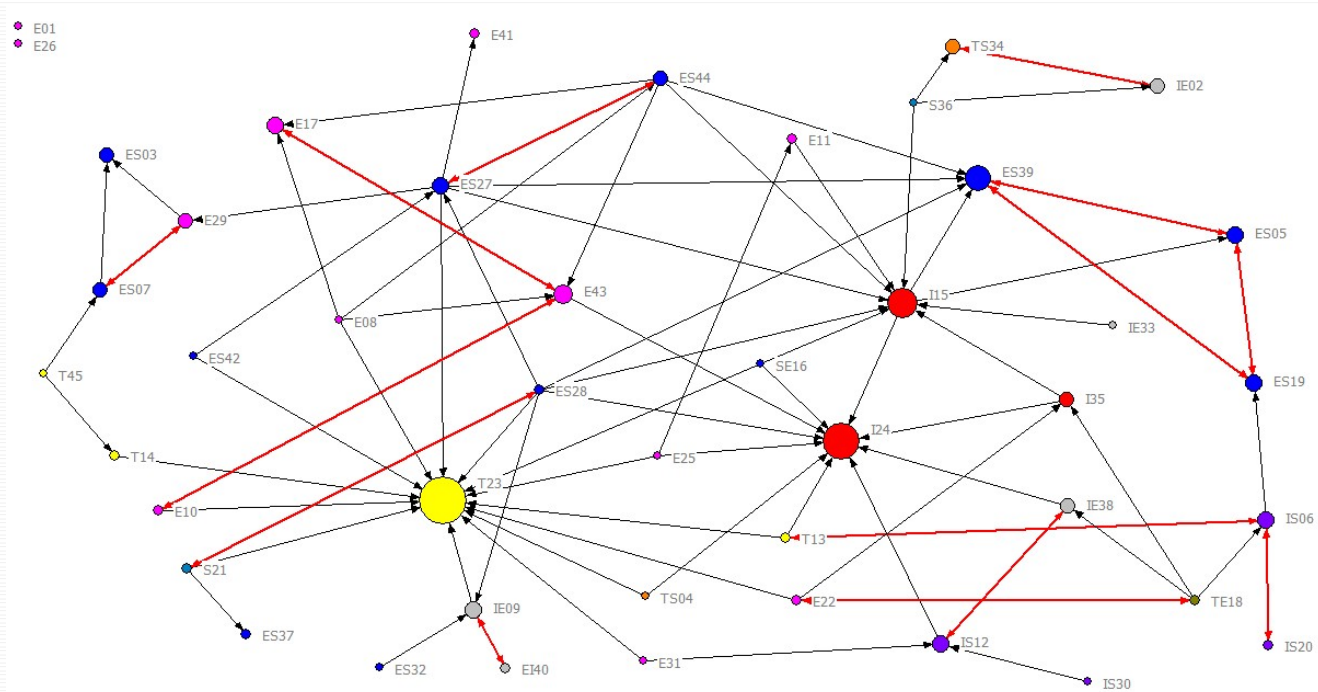 E01
E26
E41
ES44
TS34
IE02
S36
E17
E11
ES03
ES27
ES39
E29
ES05
ES07
E43
I15
E08
IE33
ES42
SE16
T45
ES28
I35
ES19
I24
T14
E25
T23
E10
IE38
IS06
T13
S21
TS04
E22
TE18
IE09
ES37
IS12
IS20
ES32
EI40
E31
IS30